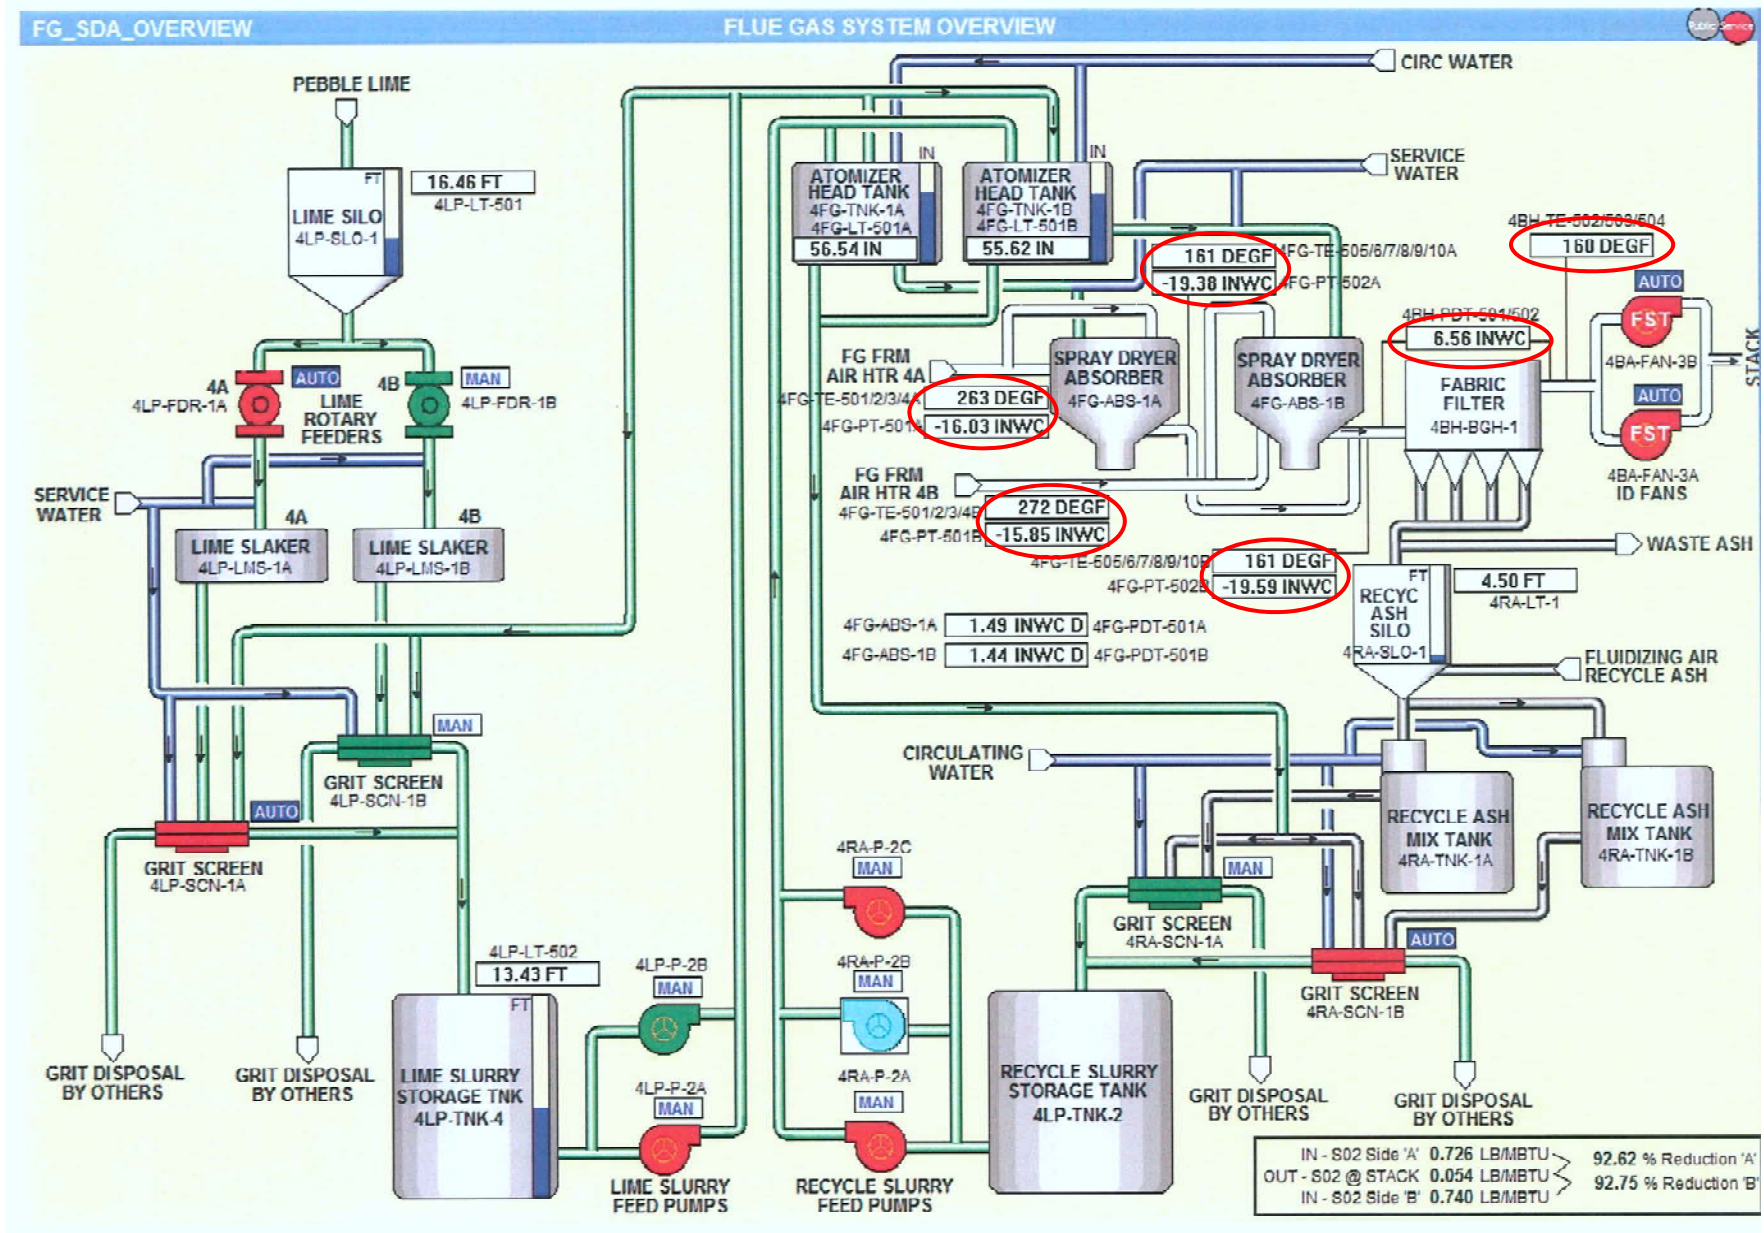 FG_SDA_OVERVIEW
FLUE GAS SYSTEM OVERVIEW
Public Service
PEBBLE LIME
CIRC WATER
SERVICE
WATER
FT
16.46 FT
4LP-LT-501
LIME SILO
4LP-SLO-1
IN
ATOMIZER
HEAD TANK
4FG-TNK-1A
4FG-LT-501A
56.54 IN
IN
ATOMIZER
HEAD TANK
4FG-TNK-1B
4FG-LT-501B
55.62 IN
161 DEGF
4FG-TE-505/6/7/8/9/10A
-19.38 INWC
4FG-PT-502A
4BH-TE-502/503/504
160 DEGF
AUTO
FST
4BA-FAN-3B
AUTO
FST
4BA-FAN-3A
ID FANS
STACK
4BH-PDT-501/502
6.56 INWC
FABRIC
FILTER
4BH-BGH-1
FG FRM
AIR HTR 4A
4FG-TE-501/2/3/4A
263 DEGF
4FG-PT-501A
-16.03 INWC
SPRAY DRYER
ABSORBER
4FG-ABS-1A
SPRAY DRYER
ABSORBER
4FG-ABS-1B
FG FRM
AIR HTR 4B
4FG-TE-501/2/3/4B
272 DEGF
4FG-PT-501B
-15.85 INWC
4FG-TE-505/6/7/8/9/10B
161 DEGF
4FG-PT-502B
-19.59 INWC
4FG-ABS-1A
1.49 INWC D
4FG-PDT-501A
4FG-ABS-1B
1.44 INWC D
4FG-PDT-501B
4A
4LP-FDR-1A
AUTO
LIME
ROTARY
FEEDERS
4B
MAN
4LP-FDR-1B
SERVICE
WATER
4A
LIME SLAKER
4LP-LMS-1A
4B
LIME SLAKER
4LP-LMS-1B
WASTE ASH
FT
RECYC
ASH
SILO
4RA-SLO-1
4.50 FT
4RA-LT-1
FLUIDIZING AIR
RECYCLE ASH
MAN
GRIT SCREEN
4LP-SCN-1B
AUTO
GRIT SCREEN
4LP-SCN-1A
CIRCULATING
WATER
RECYCLE ASH
MIX TANK
4RA-TNK-1A
RECYCLE ASH
MIX TANK
4RA-TNK-1B
4RA-P-2C
MAN
MAN
GRIT SCREEN
4RA-SCN-1A
AUTO
GRIT SCREEN
4RA-SCN-1B
4LP-LT-502
13.43 FT
FT
LIME SLURRY
STORAGE TNK
4LP-TNK-4
4LP-P-2B
MAN
4LP-P-2A
MAN
LIME SLURRY
FEED PUMPS
4RA-P-2B
MAN
4RA-P-2A
MAN
RECYCLE SLURRY
FEED PUMPS
RECYCLE SLURRY
STORAGE TANK
4LP-TNK-2
GRIT DISPOSAL
BY OTHERS
GRIT DISPOSAL
BY OTHERS
GRIT DISPOSAL
BY OTHERS
GRIT DISPOSAL
BY OTHERS
IN - S02 Side 'A' 0.726 LB/MBTU
92.62 % Reduction 'A'
OUT - S02 @ STACK 0.054 LB/MBTU
IN - S02 Side 'B' 0.740 LB/MBTU
92.75 % Reduction 'B'